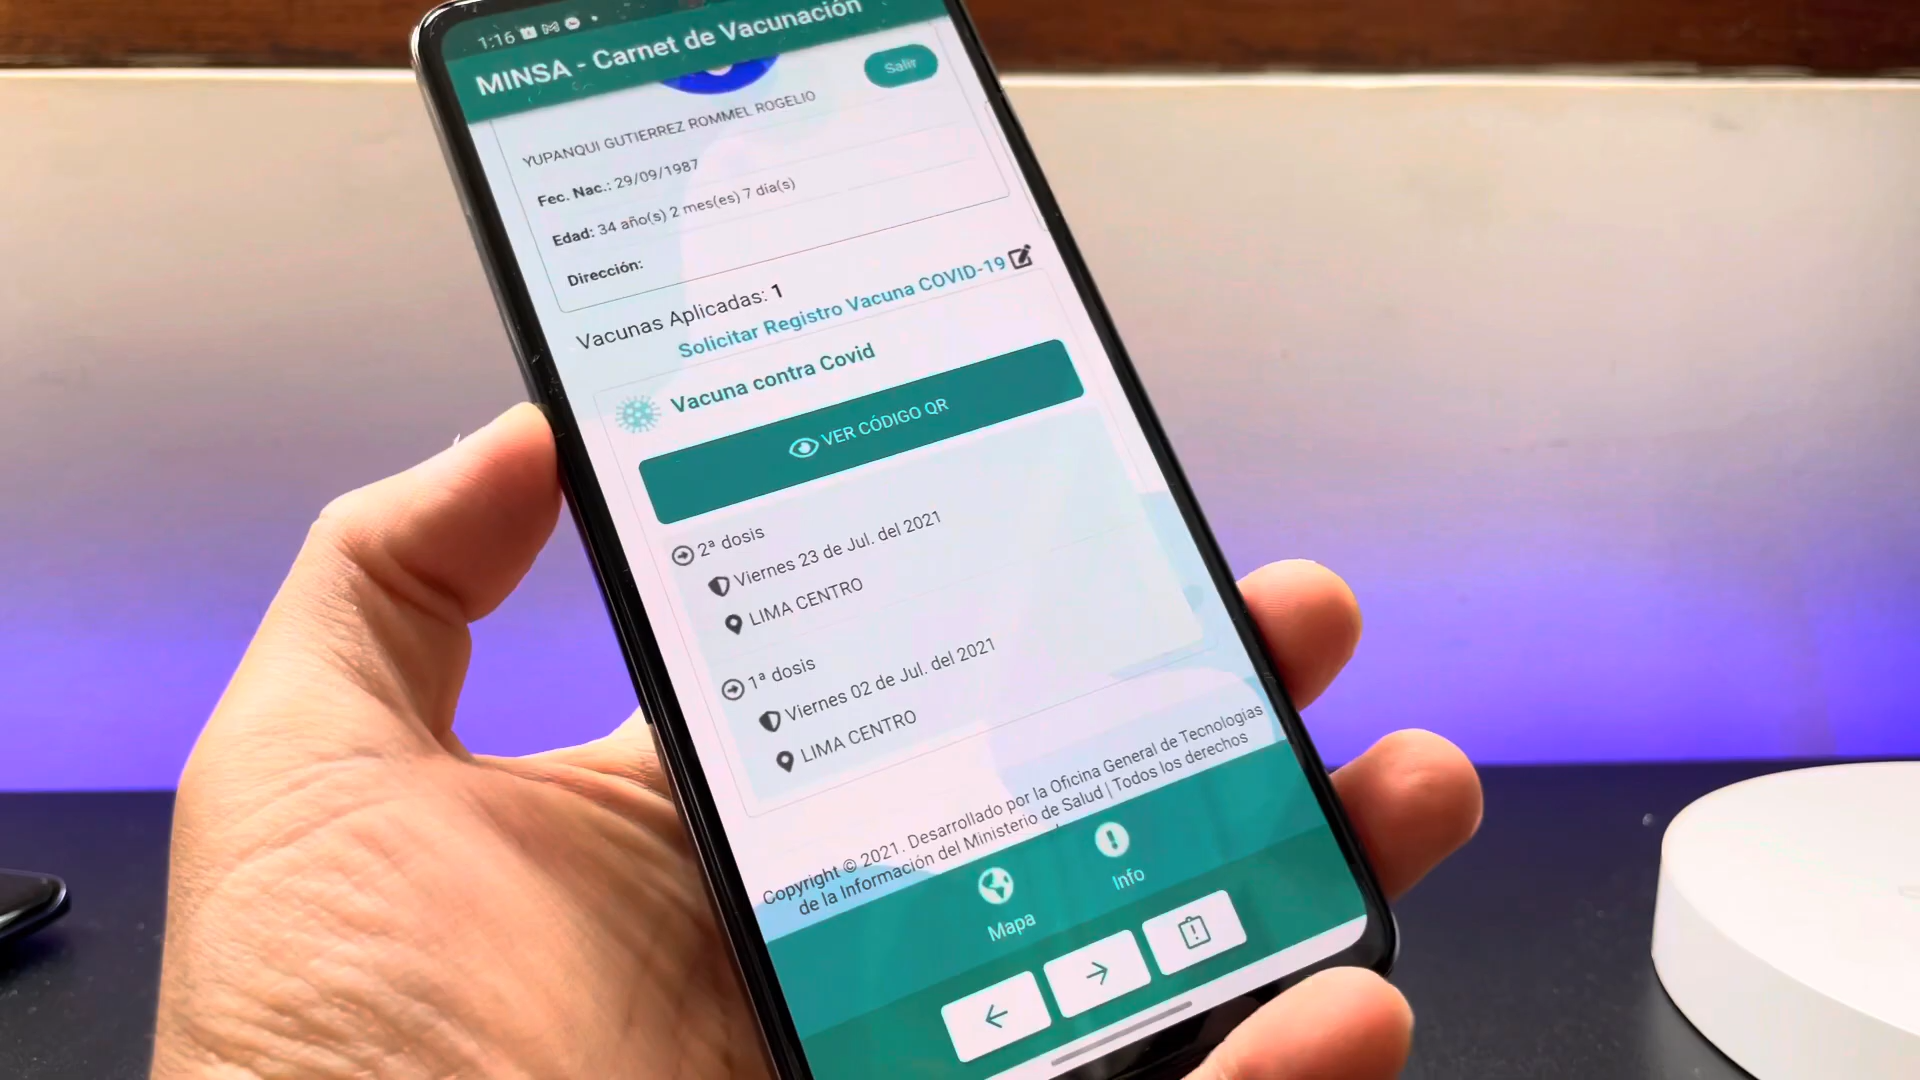 1:16
MINSA - Carnet de Vacunación
Salir
YUPANQUI GUTIERREZ ROMMEL ROGELIO
Fec. Nac.: 29/09/1987
Edad: 34 año(s) 2 mes(es) 7 día(s)
Dirección:
Vacunas Aplicadas: 1
Solicitar Registro Vacuna COVID-19
Vacuna contra Covid
VER CÓDIGO QR
2ª dosis
Viernes 23 de Jul. del 2021
LIMA CENTRO
1ª dosis
Viernes 02 de Jul. del 2021
LIMA CENTRO
Copyright © 2021. Desarrollado por la Oficina General de Tecnologías
de la Información del Ministerio de Salud | Todos los derechos
Mapa
Info